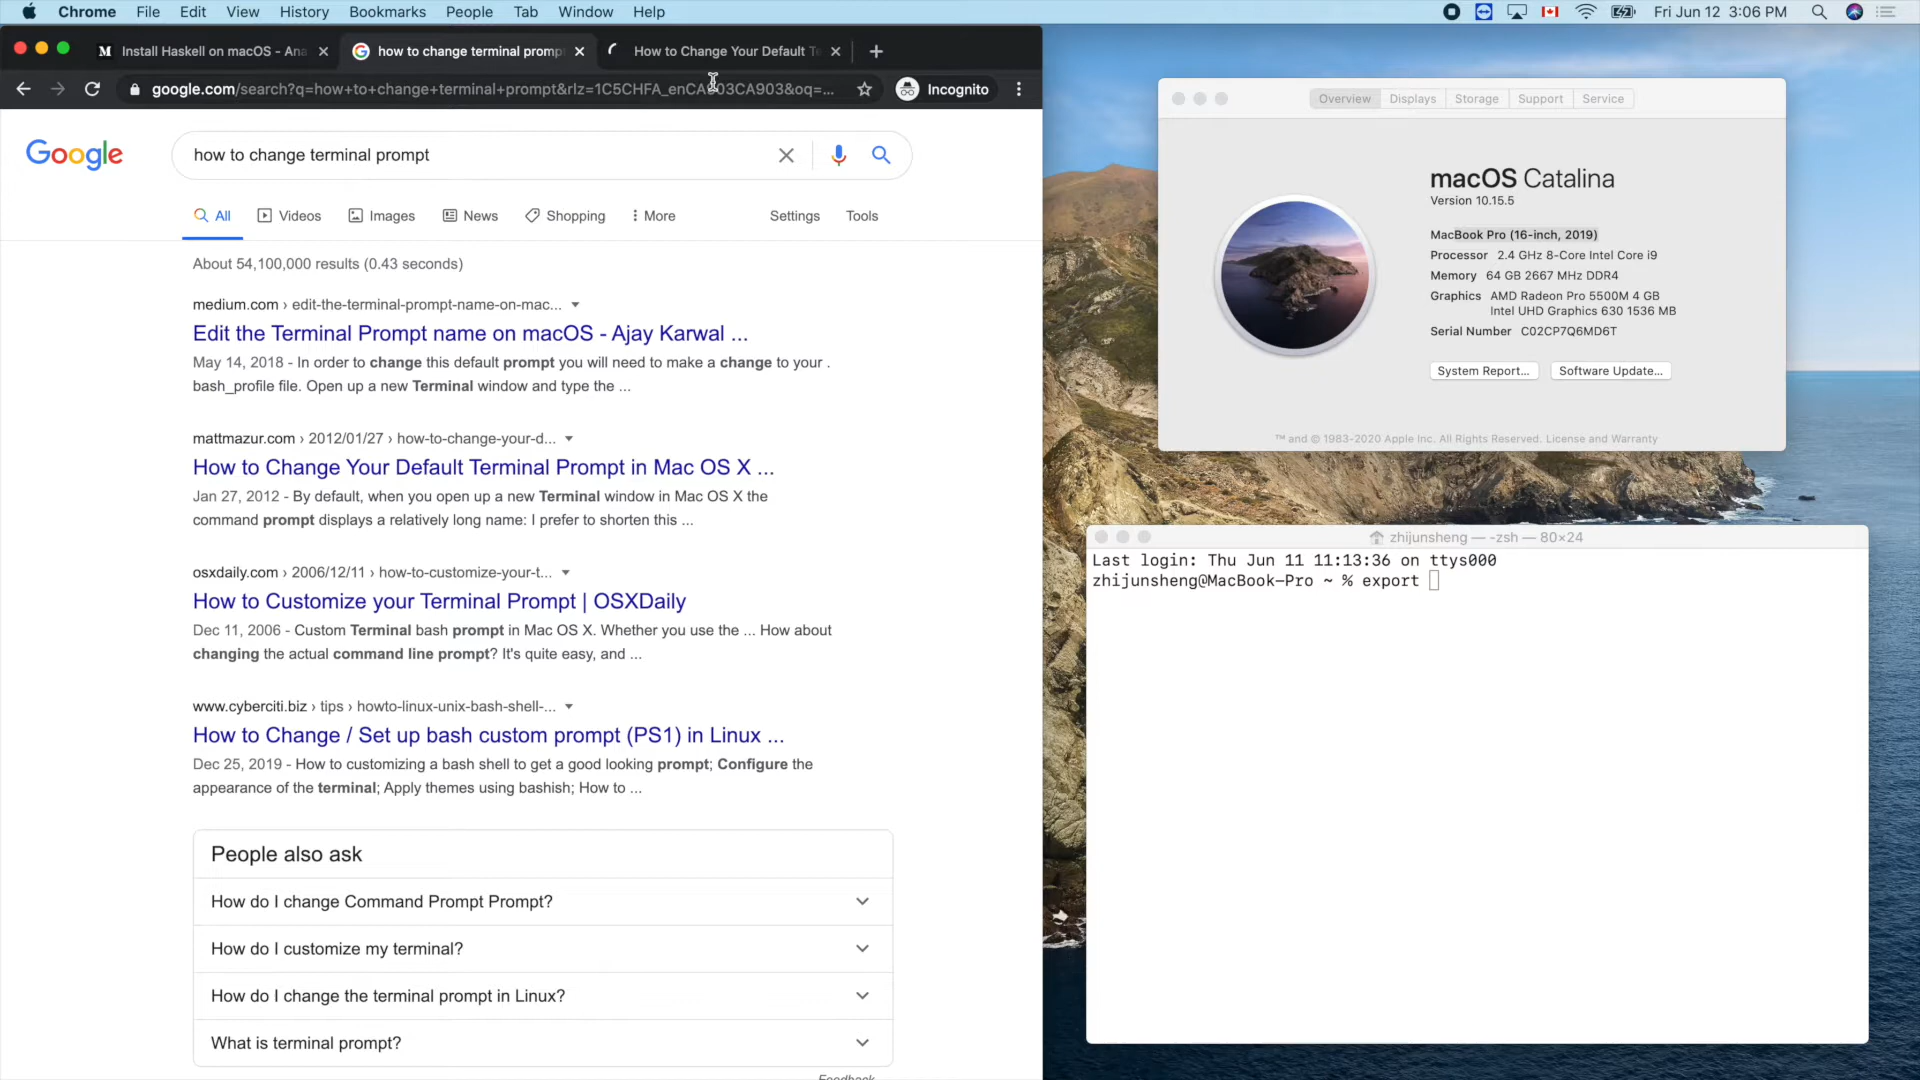 Chrome File Edit View History Bookmarks People Tab Window Help
Fri Jun 12 3:06 PM
Install Haskell on macOS - Ana
how to change terminal promp
How to Change Your Default T
google.com/search?q=how+to+change+terminal+prompt&rlz=1C5CHFA_enCA903CA903&oq=...
Incognito
Google
how to change terminal prompt
All Videos Images News Shopping More Settings Tools
About 54,100,000 results (0.43 seconds)
medium.com › edit-the-terminal-prompt-name-on-mac...
Edit the Terminal Prompt name on macOS - Ajay Karwal ...
May 14, 2018 - In order to change this default prompt you will need to make a change to your .
bash_profile file. Open up a new Terminal window and type the ...
mattmazur.com › 2012/01/27 › how-to-change-your-d...
How to Change Your Default Terminal Prompt in Mac OS X ...
Jan 27, 2012 - By default, when you open up a new Terminal window in Mac OS X the
command prompt displays a relatively long name: I prefer to shorten this ...
osxdaily.com › 2006/12/11 › how-to-customize-your-t...
How to Customize your Terminal Prompt | OSXDaily
Dec 11, 2006 - Custom Terminal bash prompt in Mac OS X. Whether you use the ... How about
changing the actual command line prompt? It's quite easy, and ...
www.cyberciti.biz › tips › howto-linux-unix-bash-shell-...
How to Change / Set up bash custom prompt (PS1) in Linux ...
Dec 25, 2019 - How to customizing a bash shell to get a good looking prompt; Configure the
appearance of the terminal; Apply themes using bashish; How to ...
People also ask
How do I change Command Prompt Prompt?
How do I customize my terminal?
How do I change the terminal prompt in Linux?
What is terminal prompt?
Feedback
Overview Displays Storage Support Service
macOS Catalina
Version 10.15.5
MacBook Pro (16-inch, 2019)
Processor 2.4 GHz 8-Core Intel Core i9
Memory 64 GB 2667 MHz DDR4
Graphics AMD Radeon Pro 5500M 4 GB
Intel UHD Graphics 630 1536 MB
Serial Number C02CP7Q6MD6T
System Report... Software Update...
™ and © 1983-2020 Apple Inc. All Rights Reserved. License and Warranty
zhijunsheng — -zsh — 80×24
Last login: Thu Jun 11 11:13:36 on ttys000
zhijunsheng@MacBook-Pro ~ % export